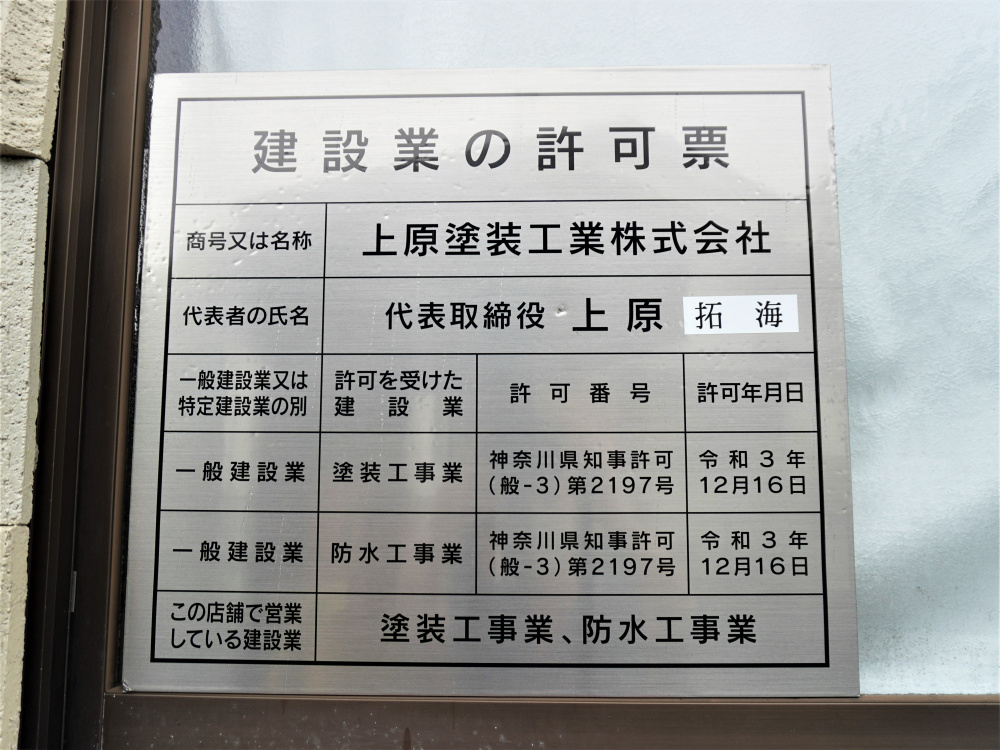 建設業の許可票
商号又は名称 上原塗装工業株式会社
代表者の氏名 代表取締役 上原 拓海
一般建設業又は
特定建設業の別
許可を受けた
建設業
許可番号
許可年月日
一般建設業
塗装工事業
神奈川県知事許可
(般-3)第2197号
令和3年
12月16日
一般建設業
防水工事業
神奈川県知事許可
(般-3)第2197号
令和3年
12月16日
この店舗で営業
している建設業
塗装工事業、防水工事業